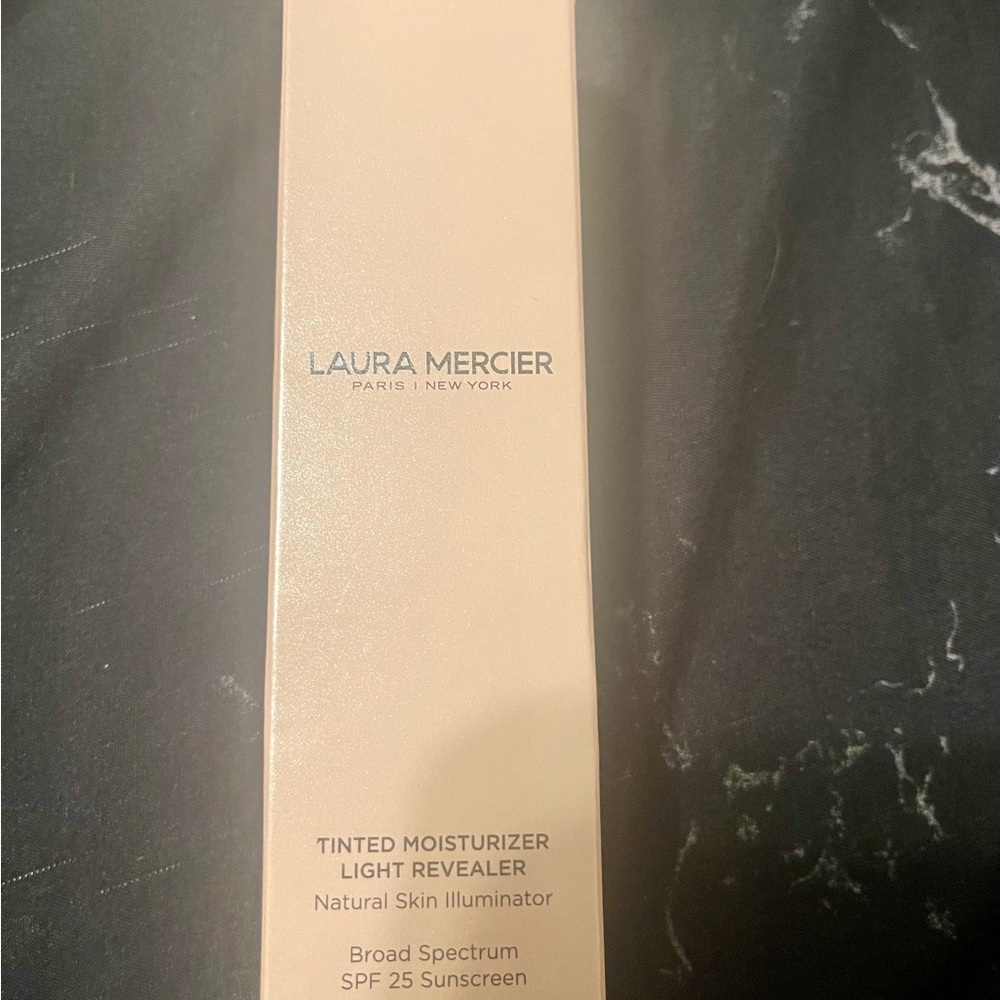 LAURA MERCIER
PARIS | NEW YORK
TINTED MOISTURIZER
LIGHT REVEALER
Natural Skin Illuminator
Broad Spectrum
SPF 25 Sunscreen